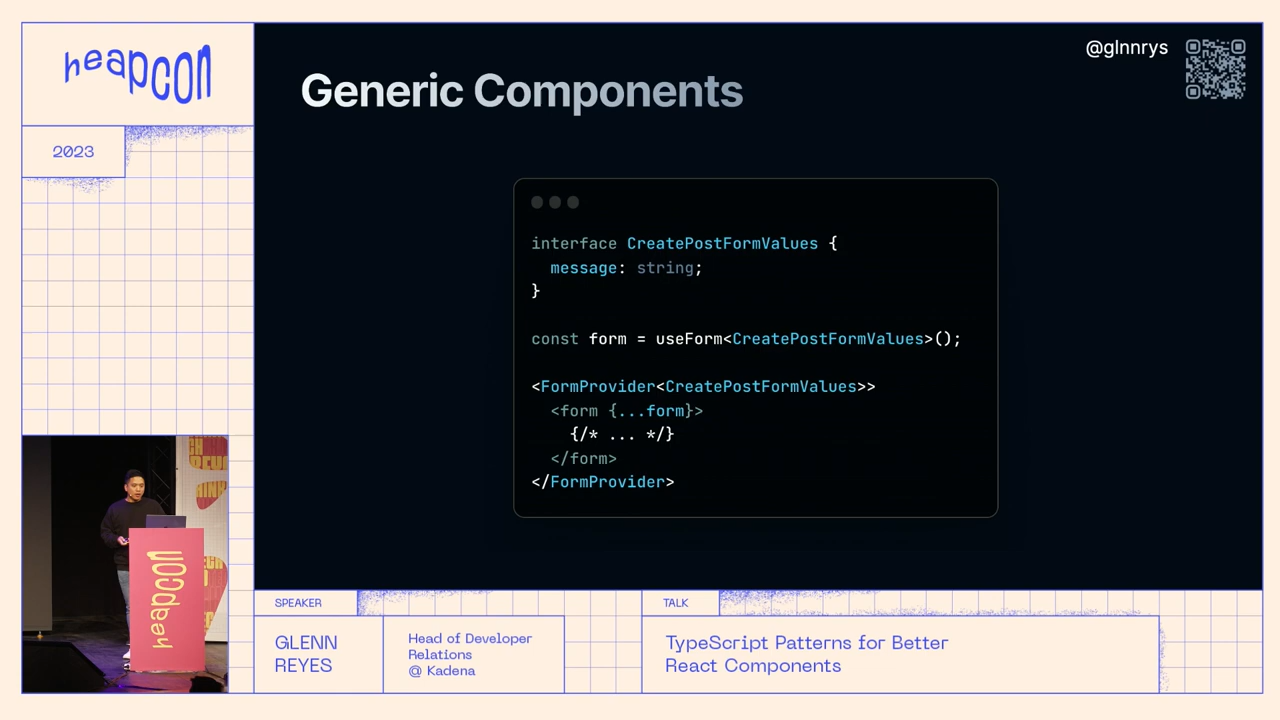 heapcon
2023
@glnnrys
Generic Components
interface CreatePostFormValues {
  message: string;
}
const form = useForm<CreatePostFormValues>();
<FormProvider<CreatePostFormValues>>
  <form {...form}>
    {/* ... */}
  </form>
</FormProvider>
heapcon
SPEAKER
GLENN
REYES
Head of Developer
Relations
@ Kadena
TALK
TypeScript Patterns for Better
React Components